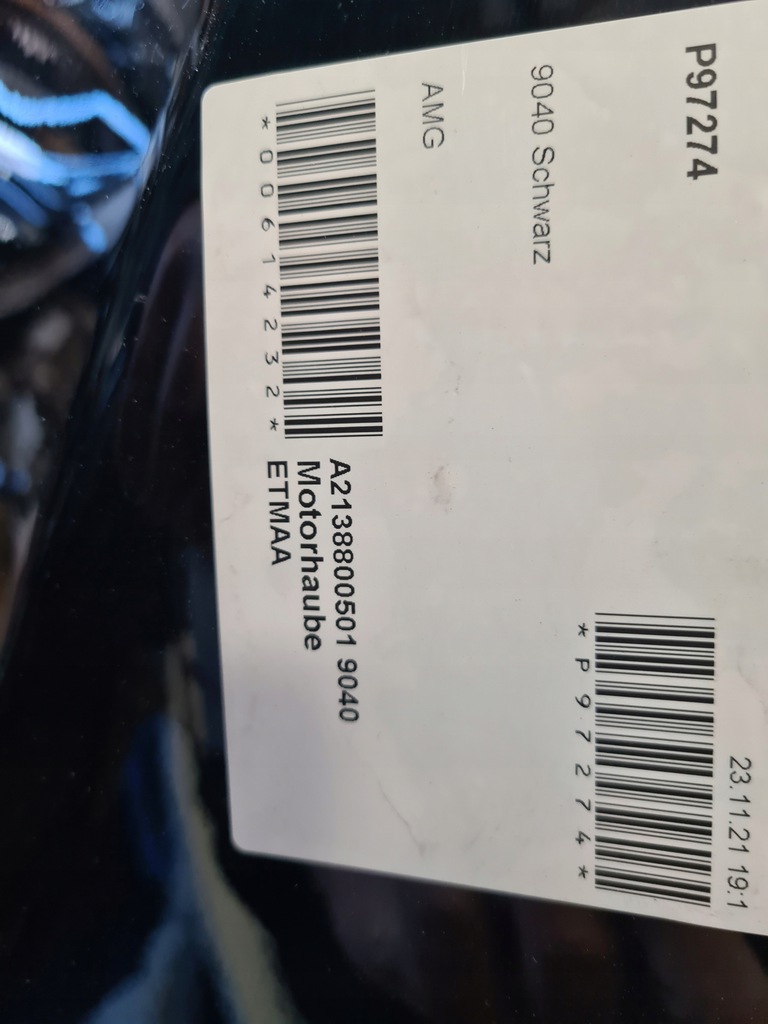 23.11.21 19:1
P97274
*P97274*
9040 Schwarz
AMG
A2138800501 9040
Motorhaube
ETMAA
*00614232*